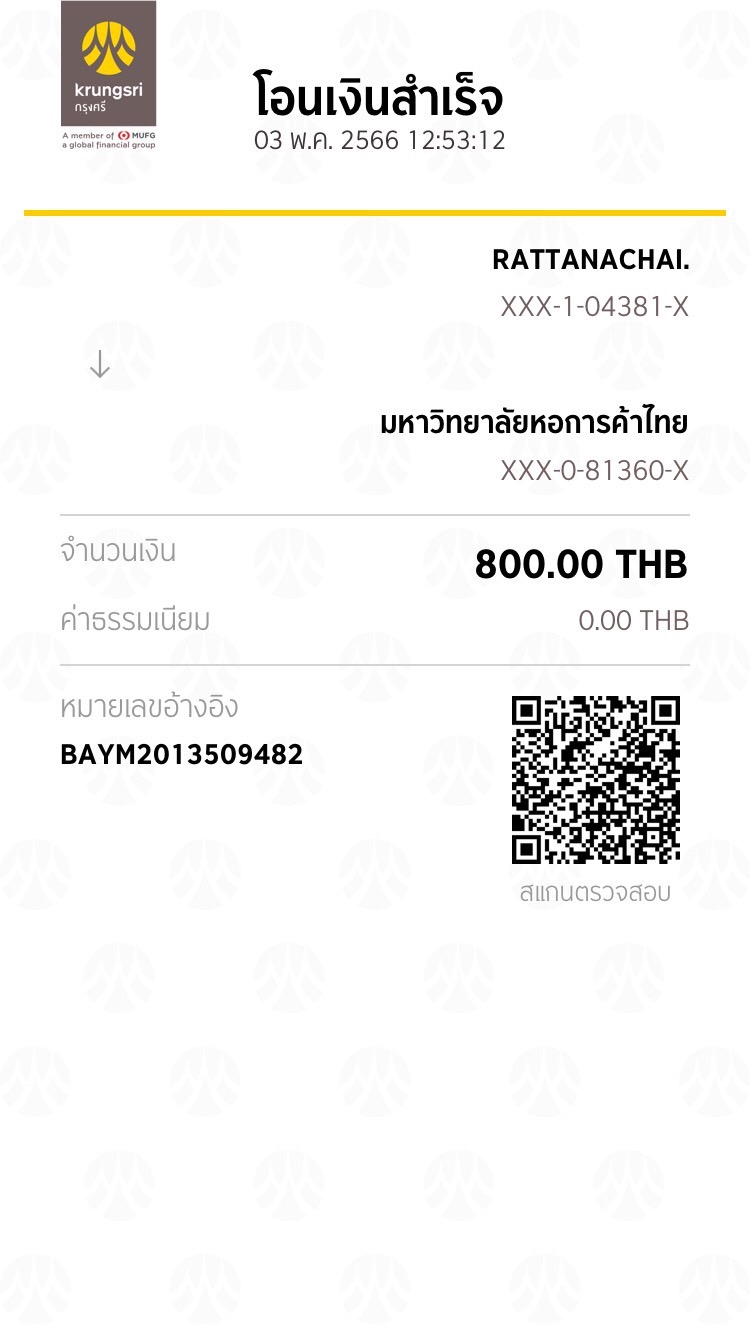 krungsri
กรุงศรี
A member of MUFG
a global financial group
โอนเงินสำเร็จ
03 พ.ค. 2566 12:53:12
RATTANACHAI.
XXX-1-04381-X
มหาวิทยาลัยหอการค้าไทย
XXX-0-81360-X
จำนวนเงิน
800.00 THB
ค่าธรรมเนียม
0.00 THB
หมายเลขอ้างอิง
BAYM2013509482
สแกนตรวจสอบ